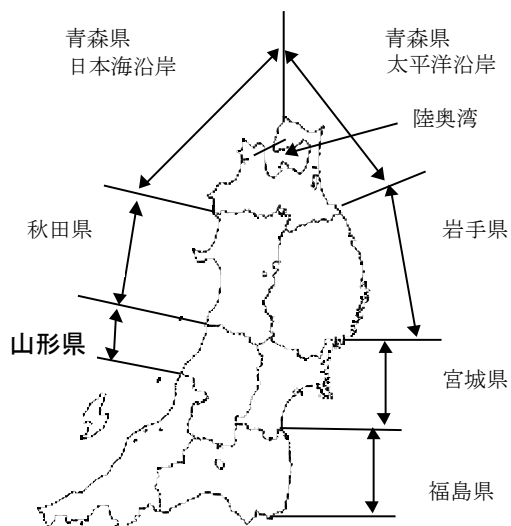 青森県
日本海沿岸
青森県
太平洋沿岸
陸奥湾
秋田県
岩手県
山形県
宮城県
福島県